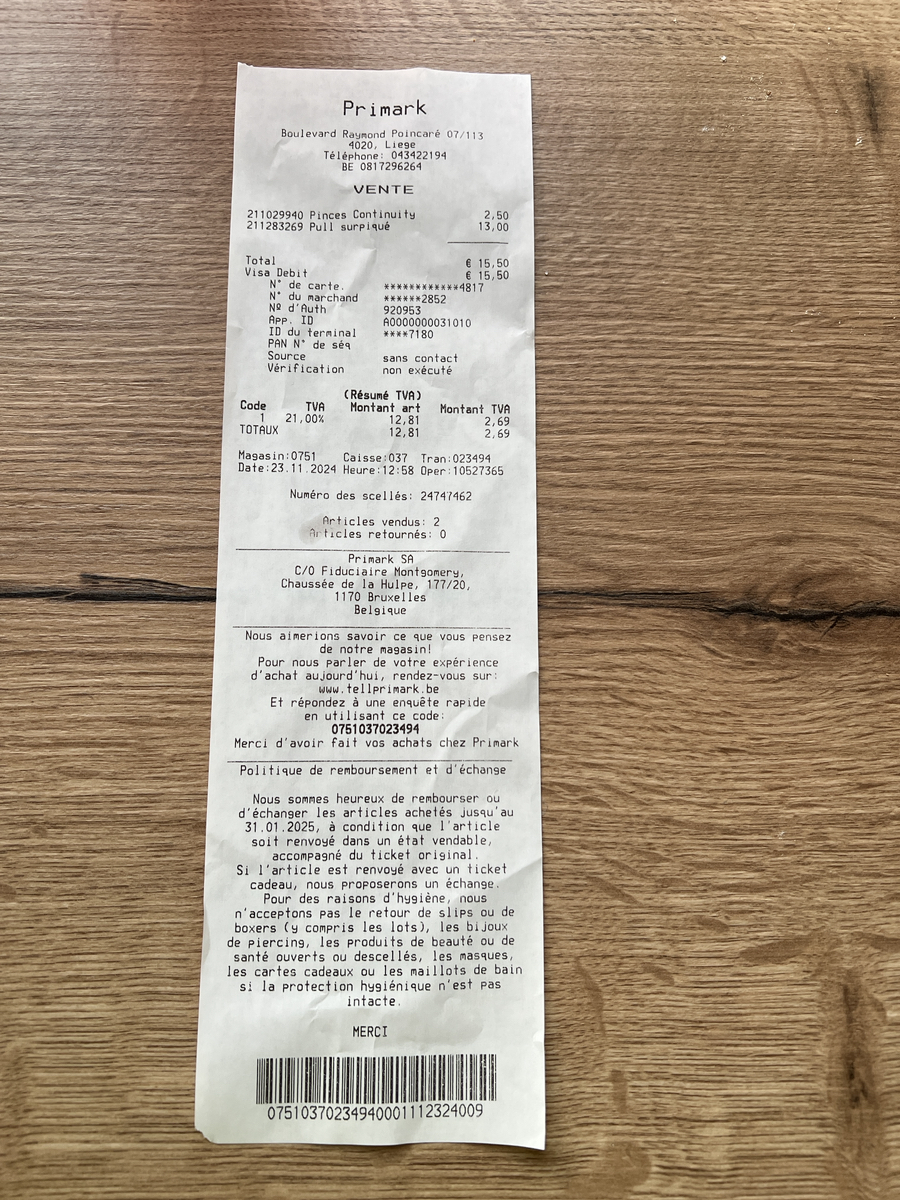 Primark
Boulevard Raymond Poincaré 07/113
4020, Liege
Téléphone: 043422194
BE 0817296264
VENTE
211029940 Pinces Continuity 2,50
211283269 Pull surpiqué 13,00
Total € 15,50
Visa Debit € 15,50
N° de carte. ************4817
N° du marchand ******2852
Nº d'Auth 920953
App. ID A0000000031010
ID du terminal ****7180
PAN N° de séq
Source sans contact
Vérification non exécuté
(Résumé TVA)
Code TVA Montant art Montant TVA
1 21,00% 12,81 2,69
TOTAUX 12,81 2,69
Magasin:0751 Caisse:037 Tran:023494
Date:23.11.2024 Heure:12:58 Oper:10527365
Numéro des scellés: 24747462
Articles vendus: 2
Articles retournés: 0
Primark SA
C/O Fiduciaire Montgomery,
Chaussée de la Hulpe, 177/20,
1170 Bruxelles
Belgique
Nous aimerions savoir ce que vous pensez
de notre magasin!
Pour nous parler de votre expérience
d'achat aujourd'hui, rendez-vous sur:
www.tellprimark.be
Et répondez à une enquête rapide
en utilisant ce code:
0751037023494
Merci d'avoir fait vos achats chez Primark
Politique de remboursement et d'échange
Nous sommes heureux de rembourser ou
d'échanger les articles achetés jusqu'au
31.01.2025, à condition que l'article
soit renvoyé dans un état vendable,
accompagné du ticket original.
Si l'article est renvoyé avec un ticket
cadeau, nous proposerons un échange.
Pour des raisons d'hygiène, nous
n'acceptons pas le retour de slips ou de
boxers (y compris les lots), les bijoux
de piercing, les produits de beauté ou de
santé ouverts ou descellés, les masques,
les cartes cadeaux ou les maillots de bain
si la protection hygiénique n'est pas
intacte.
MERCI
07510370234940001112324009